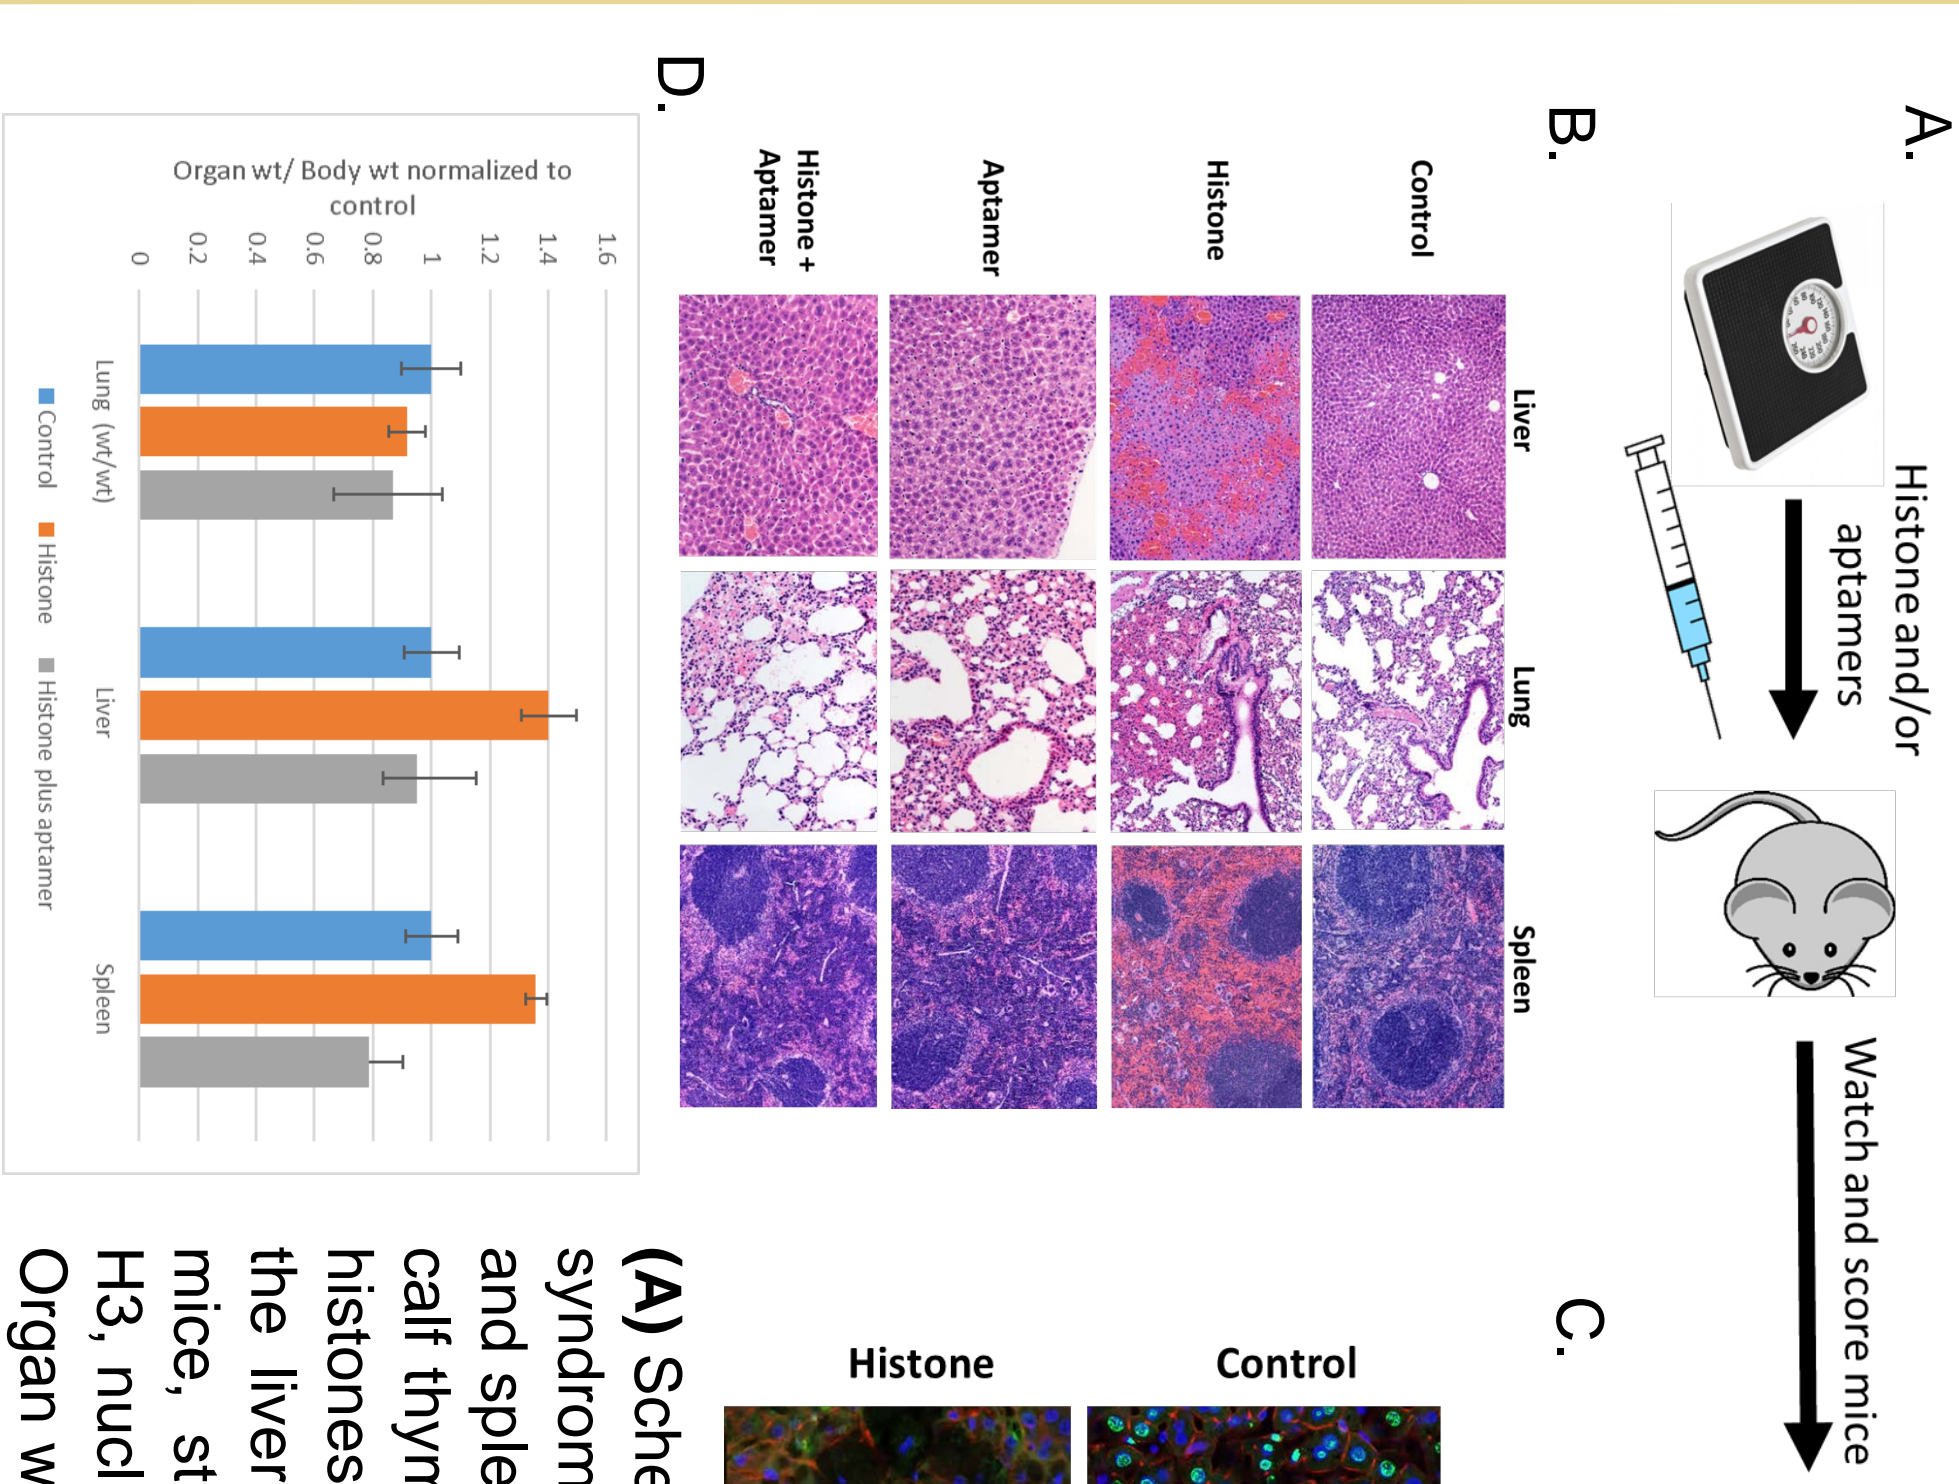 A.
Histone and/or
aptamers
Watch and score mice
B.
Liver
Lung
Spleen
Control
Histone
Aptamer
Histone +
Aptamer
C.
Control
Histone
D.
Organ wt/ Body wt normalized to
control
1.6
1.4
1.2
1
0.8
0.6
0.4
0.2
0
Lung (wt/wt)
Liver
Spleen
Control
Histone
Histone plus aptamer
(A) Sche
syndrom
and sple
calf thym
histones
the liver
mice, st
H3, nucl
Organ w